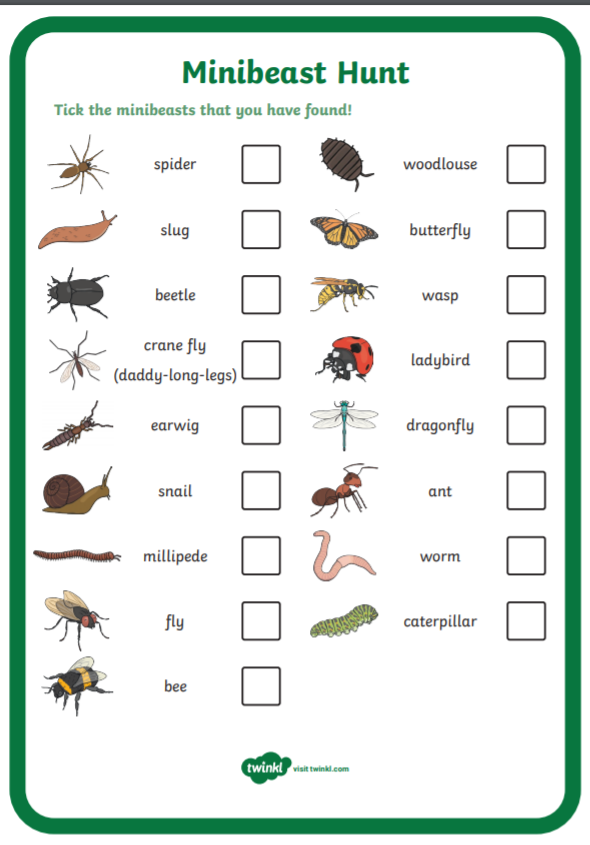 Minibeast Hunt
Tick the minibeasts that you have found!
spider
slug
beetle
crane fly
(daddy-long-legs)
earwig
snail
millipede
fly
bee
woodlouse
butterfly
wasp
ladybird
dragonfly
ant
worm
caterpillar
twinkl visit twinkl.com